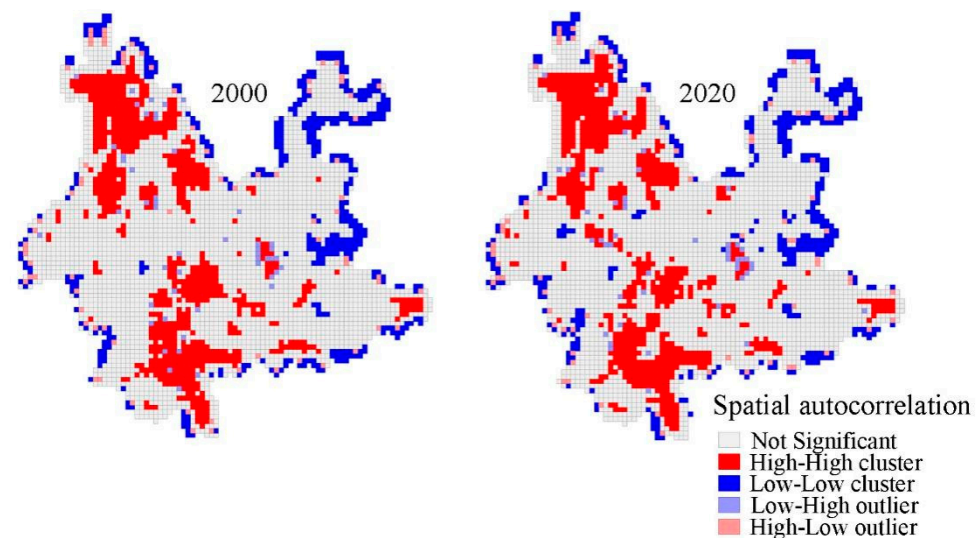 2000
2020
Spatial autocorrelation
Not Significant
High-High cluster
Low-Low cluster
Low-High outlier
High-Low outlier